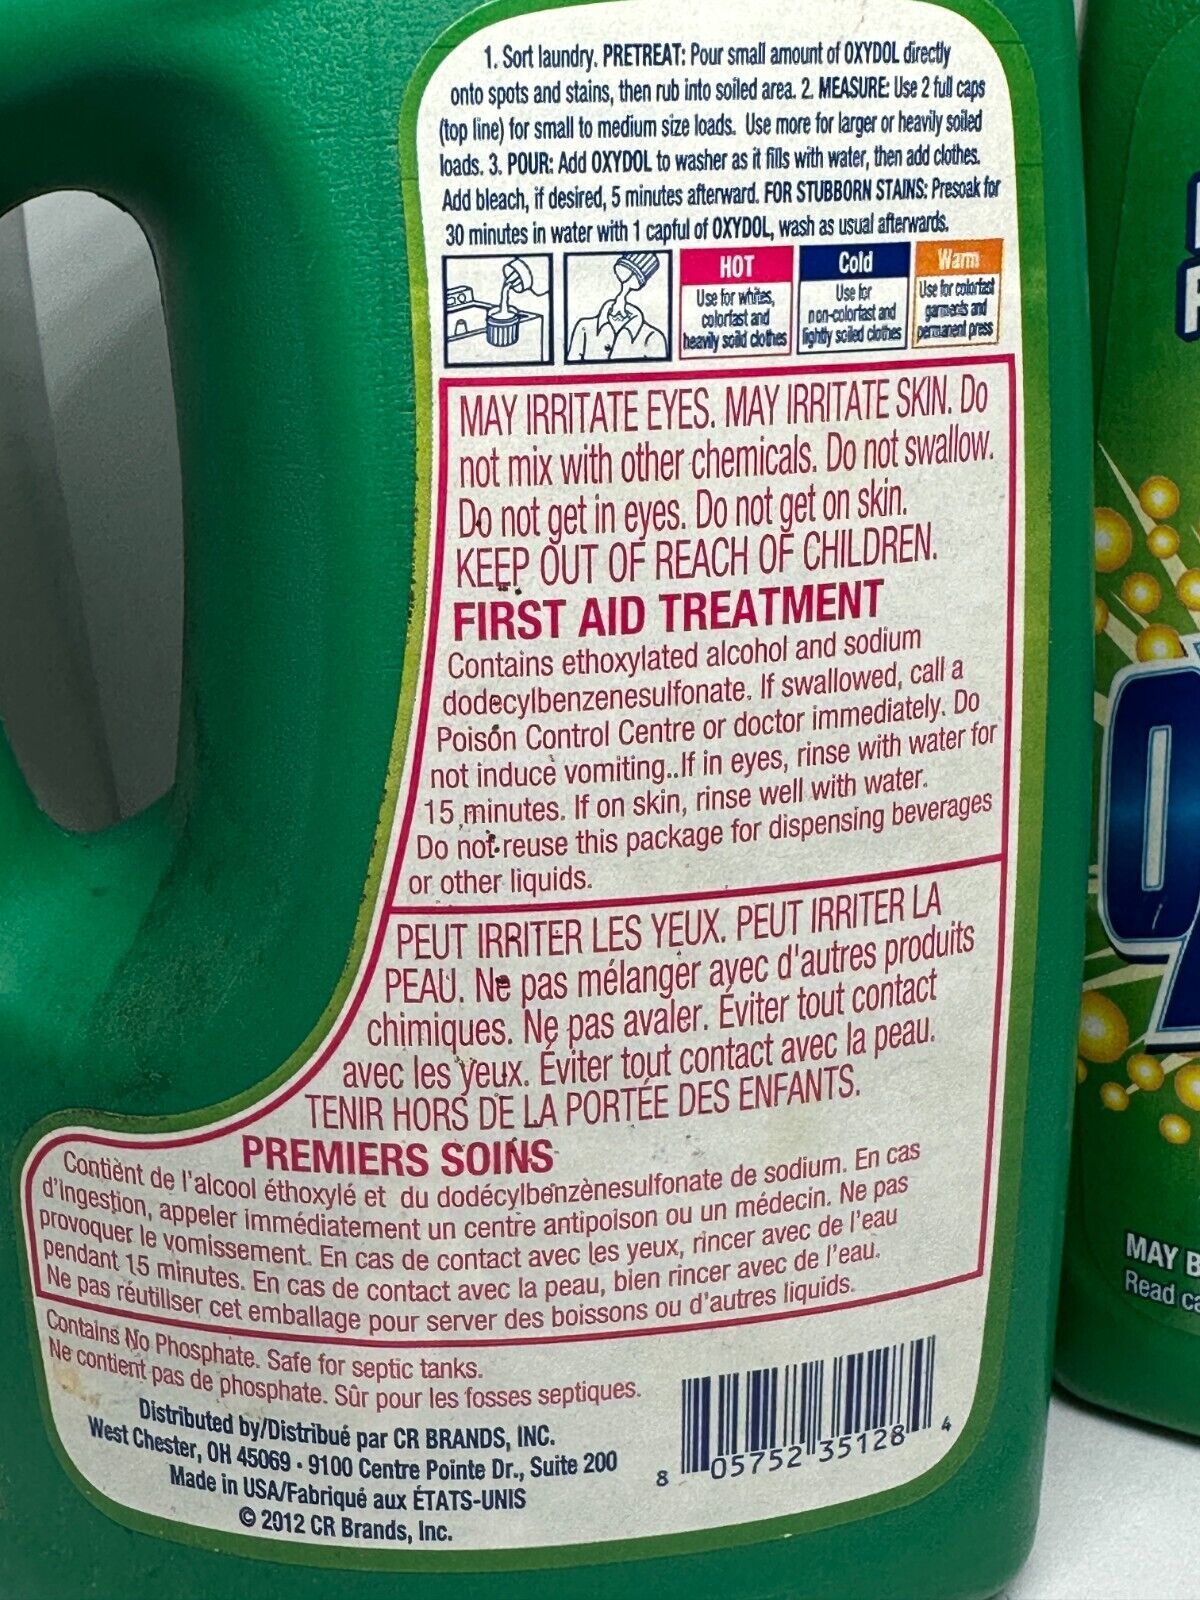 1. Sort laundry. PRETREAT: Pour small amount of OXYDOL directly
onto spots and stains, then rub into soiled area. 2. MEASURE: Use 2 full caps
(top line) for small to medium size loads. Use more for larger or heavily soiled
loads. 3. POUR: Add OXYDOL to washer as it fills with water, then add clothes.
Add bleach, if desired, 5 minutes afterward. FOR STUBBORN STAINS: Presoak for
30 minutes in water with 1 capful of OXYDOL, wash as usual afterwards.
HOT
Use for whites,
colorfast and
heavily soild clothes
Cold
Use for
non-colorfast and
lightly soiled clothes
Warm
Use for colorfast
garments and
permanent press
MAY IRRITATE EYES. MAY IRRITATE SKIN. Do
not mix with other chemicals. Do not swallow.
Do not get in eyes. Do not get on skin.
KEEP OUT OF REACH OF CHILDREN.
FIRST AID TREATMENT
Contains ethoxylated alcohol and sodium
dodecylbenzenesulfonate. If swallowed, call a
Poison Control Centre or doctor immediately. Do
not induce vomiting..If in eyes, rinse with water for
15 minutes. If on skin, rinse well with water.
Do not reuse this package for dispensing beverages
or other liquids.
PEUT IRRITER LES YEUX. PEUT IRRITER LA
PEAU. Ne pas mélanger avec d'autres produits
chimiques. Ne pas avaler. Éviter tout contact
avec les yeux. Éviter tout contact avec la peau.
TENIR HORS DE LA PORTÉE DES ENFANTS.
PREMIERS SOINS
Contient de l'alcool éthoxylé et du dodécylbenzènesulfonate de sodium. En cas
d'ingestion, appeler immédiatement un centre antipoison ou un médecin. Ne pas
provoquer le vomissement. En cas de contact avec les yeux, rincer avec de l'eau
pendant 15 minutes. En cas de contact avec la peau, bien rincer avec de l'eau.
Ne pas réutiliser cet emballage pour server des boissons ou d'autres liquids.
Contains No Phosphate. Safe for septic tanks.
Ne contient pas de phosphate. Sûr pour les fosses septiques.
Distributed by/Distribué par CR BRANDS, INC.
West Chester, OH 45069 - 9100 Centre Pointe Dr., Suite 200
Made in USA/Fabriqué aux ÉTATS-UNIS
© 2012 CR Brands, Inc.
8 05752 35128 4
MAY B
Read ca